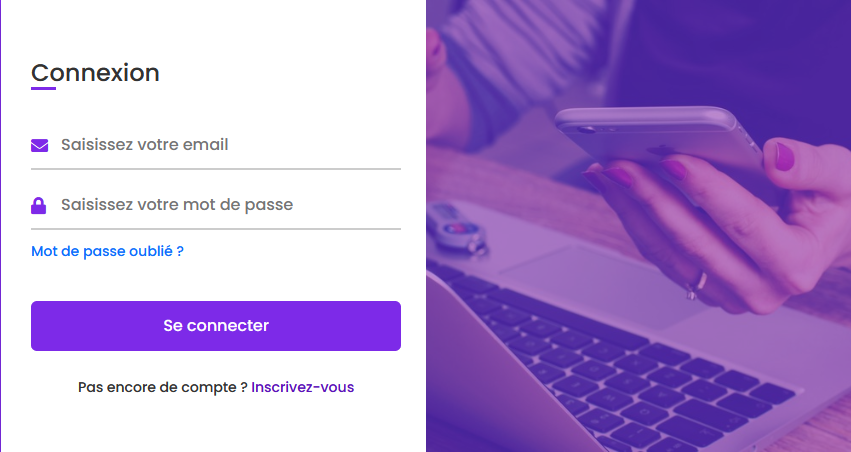 Connexion
Saisissez votre email
Saisissez votre mot de passe
Mot de passe oublié ?
Se connecter
Pas encore de compte ? Inscrivez-vous